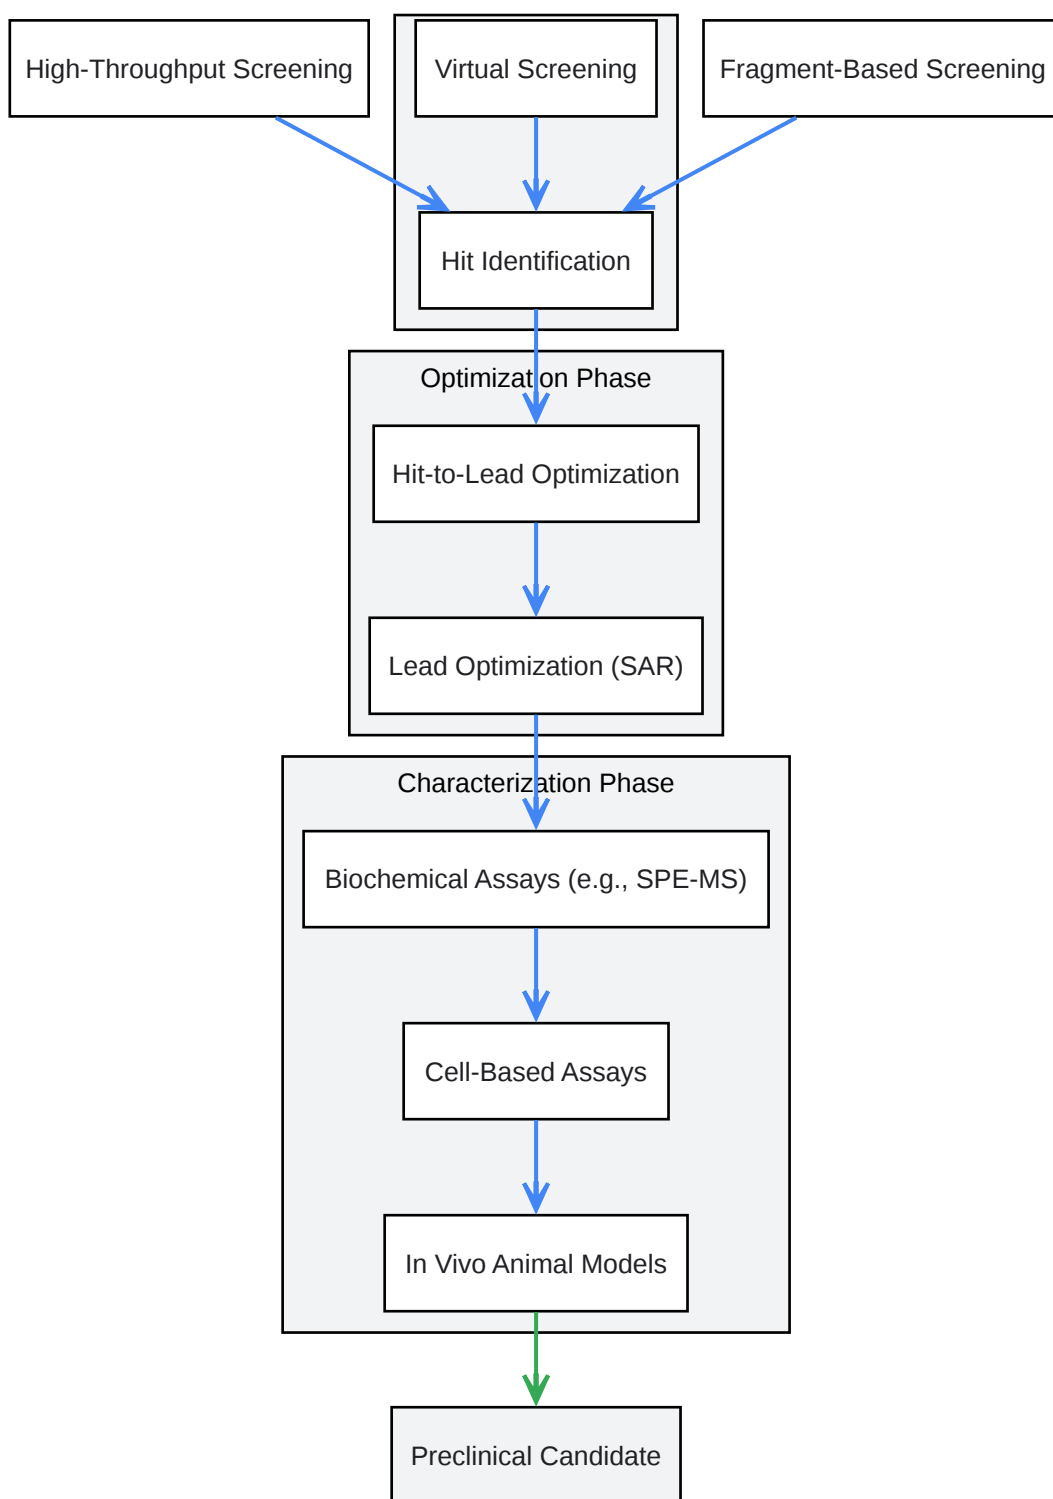 High-Throughput Screening
Virtual Screening
Fragment-Based Screening
Hit Identification
Optimization Phase
Hit-to-Lead Optimization
Lead Optimization (SAR)
Characterization Phase
Biochemical Assays (e.g., SPE-MS)
Cell-Based Assays
In Vivo Animal Models
Preclinical Candidate